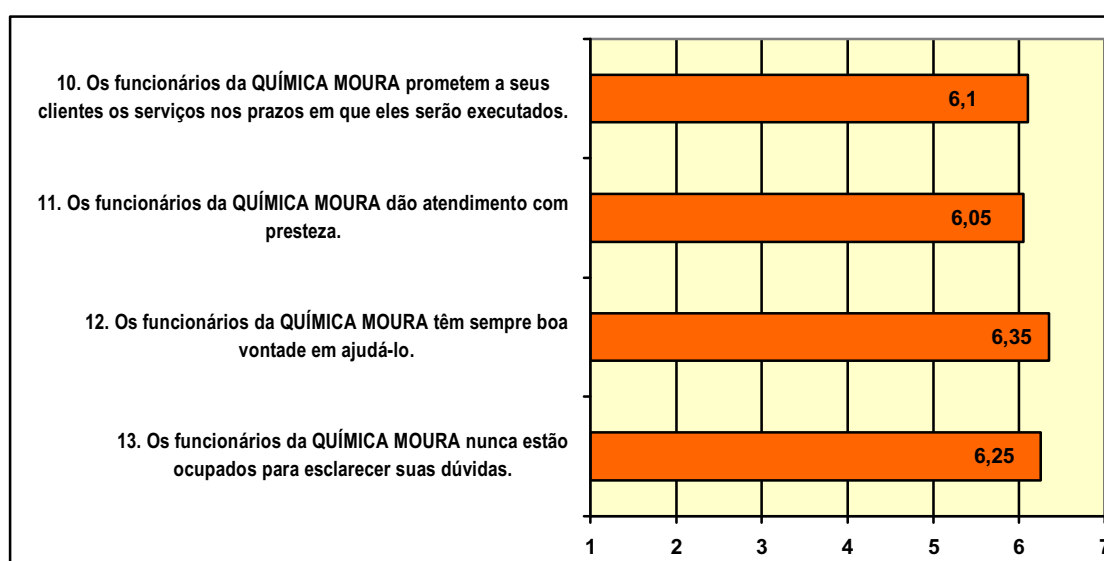 10. Os funcionários da QUÍMICA MOURA prometem a seus
clientes os serviços nos prazos em que eles serão executados.
6,1
11. Os funcionários da QUÍMICA MOURA dão atendimento com
presteza.
6,05
12. Os funcionários da QUÍMICA MOURA têm sempre boa
vontade em ajudá-lo.
6,35
13. Os funcionários da QUÍMICA MOURA nunca estão
ocupados para esclarecer suas dúvidas.
6,25
1 2 3 4 5 6 7